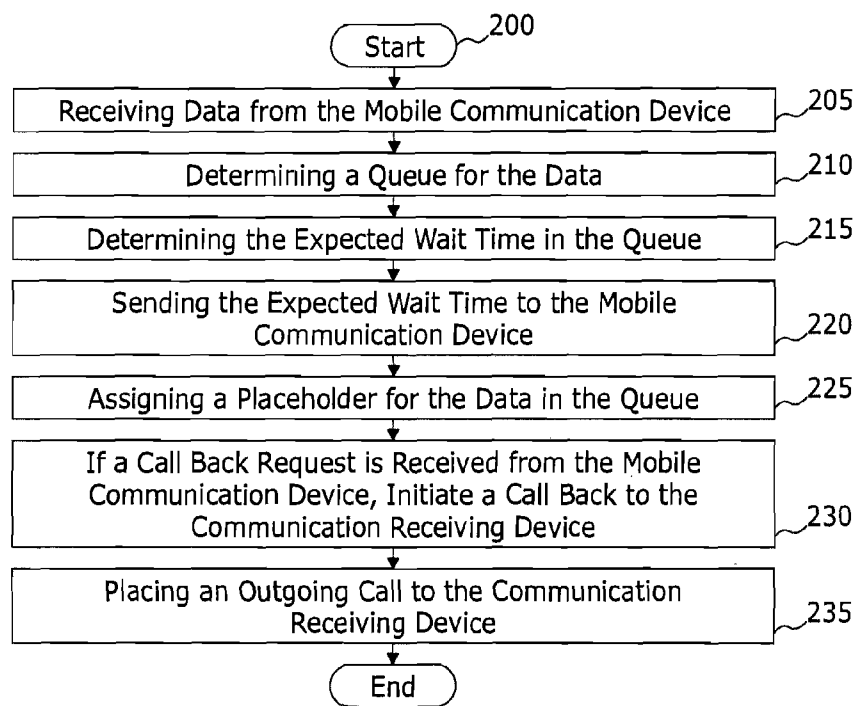 Start
200
Receiving Data from the Mobile Communication Device
205
Determining a Queue for the Data
210
Determining the Expected Wait Time in the Queue
215
Sending the Expected Wait Time to the Mobile
Communication Device
220
Assigning a Placeholder for the Data in the Queue
225
If a Call Back Request is Received from the Mobile
Communication Device, Initiate a Call Back to the
Communication Receiving Device
230
Placing an Outgoing Call to the Communication
Receiving Device
235
End